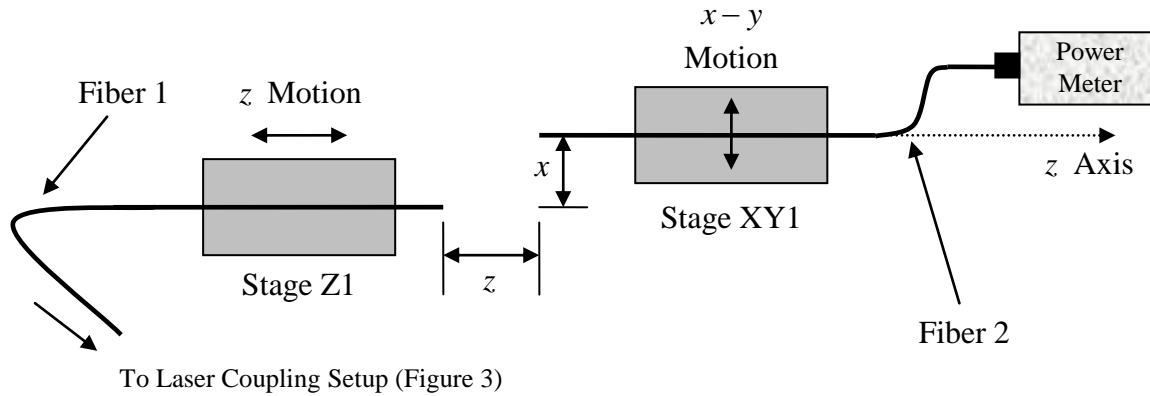 x – y
Motion
Power
Meter
Fiber 1
z Motion
x
z Axis
Stage XY1
Stage Z1
z
Fiber 2
To Laser Coupling Setup (Figure 3)